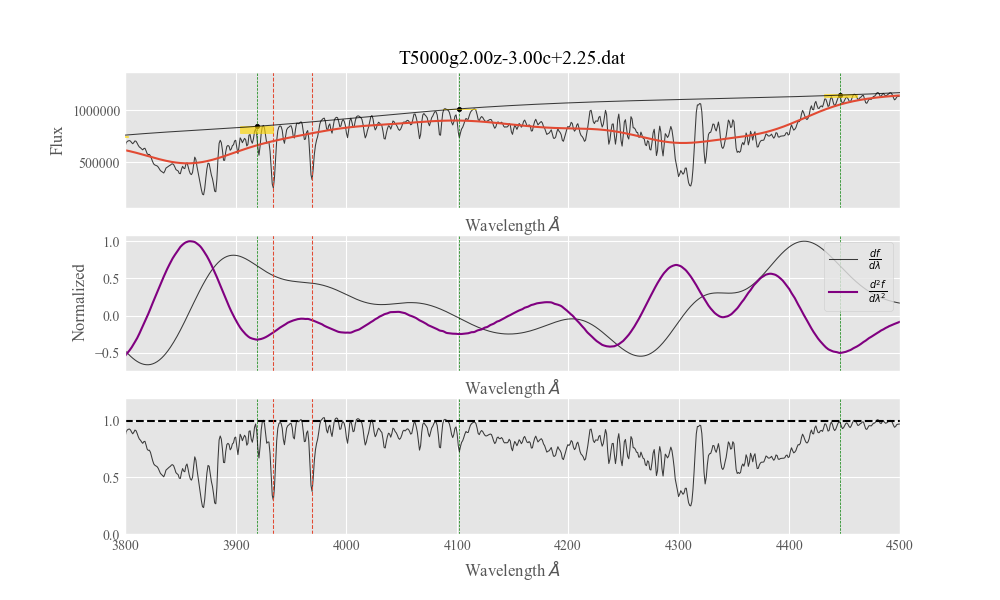 T5000g2.00z-3.00c+2.25.dat
Flux
1000000
500000
Wavelength Å
Normalized
1.0
0.5
0.0
−0.5
df
dλ
d²f
dλ²
Wavelength Å
1.0
0.5
0.0
3800 3900 4000 4100 4200 4300 4400 4500
Wavelength Å